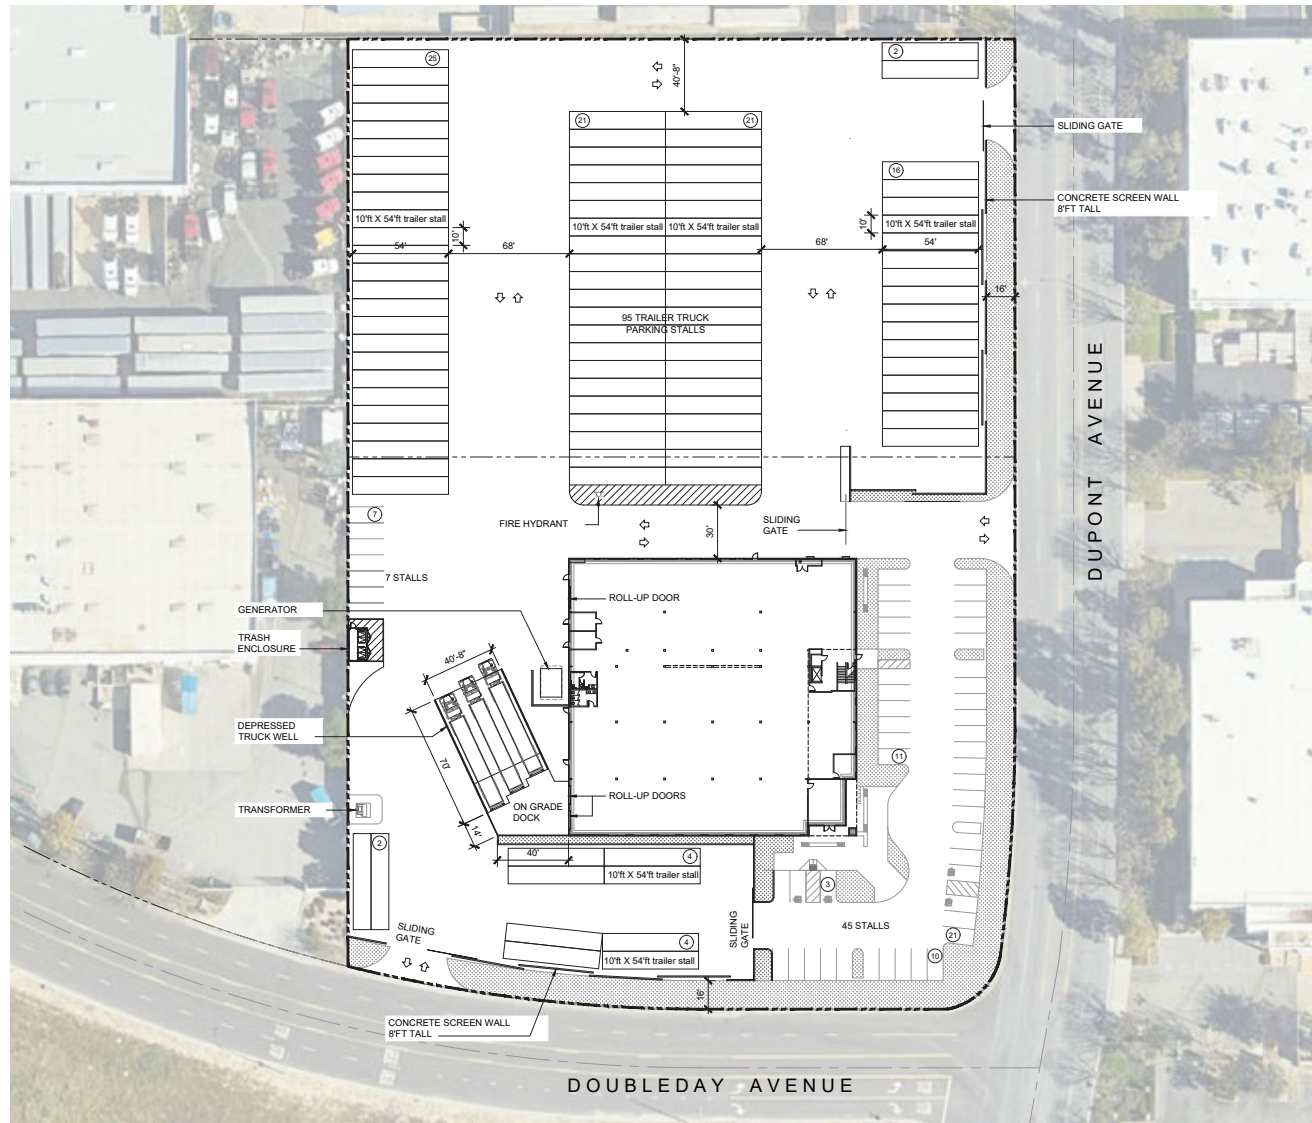 25
2
40'-8"
21
21
SLIDING GATE
16
CONCRETE SCREEN WALL
8'FT TALL
10'ft X 54'ft trailer stall
10'ft X 54'ft trailer stall
10'ft X 54'ft trailer stall
10'ft X 54'ft trailer stall
10'
10'
54'
68'
68'
54'
16'
95 TRAILER TRUCK
PARKING STALLS
DUPONT AVENUE
7
FIRE HYDRANT
30'
SLIDING
GATE
7 STALLS
GENERATOR
ROLL-UP DOOR
TRASH
ENCLOSURE
40'-8"
DEPRESSED
TRUCK WELL
70'
11
TRANSFORMER
ON GRADE
DOCK
ROLL-UP DOORS
14'
2
40'
4
10'ft X 54'ft trailer stall
3
SLIDING
GATE
SLIDING
GATE
45 STALLS
21
4
10'ft X 54'ft trailer stall
10
16'
CONCRETE SCREEN WALL
8'FT TALL
DOUBLEDAY AVENUE